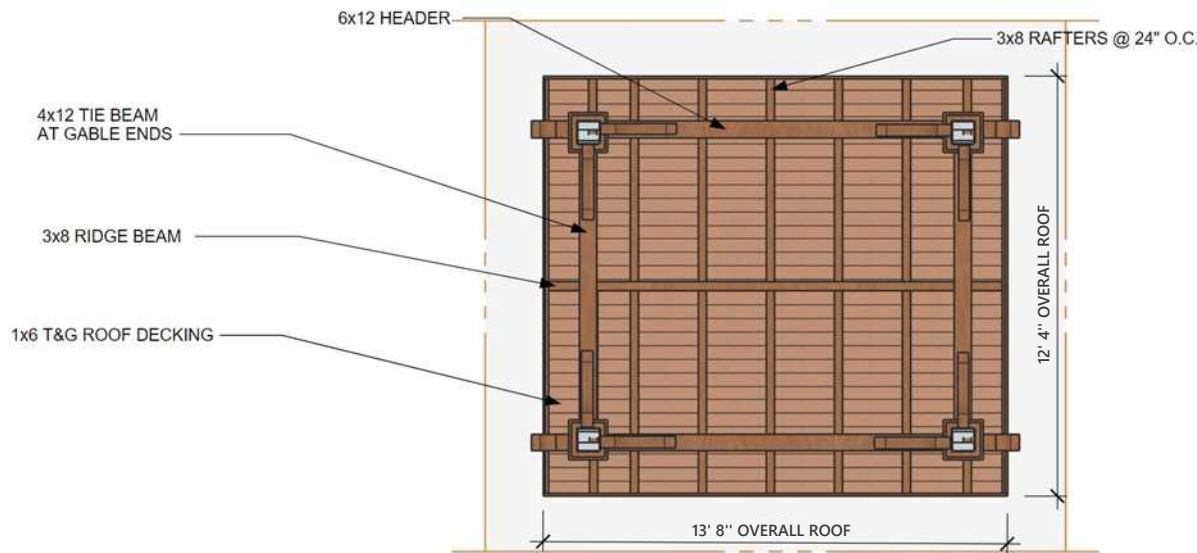 6x12 HEADER
3x8 RAFTERS @ 24" O.C.
4x12 TIE BEAM
AT GABLE ENDS
3x8 RIDGE BEAM
1x6 T&G ROOF DECKING
12' 4'' OVERALL ROOF
13' 8'' OVERALL ROOF